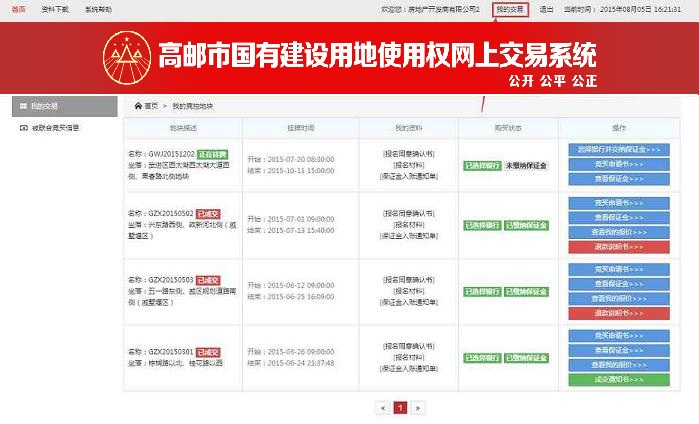 首页 资料下载 系统帮助 欢迎您：房地产开发商有限公司2 我的交易 退出 当前时间：2015年08月05日 16:21:31
高邮市国有建设用地使用权网上交易系统
公开 公平 公正
我的交易
被联合竞买信息
首页 > 我的竞拍地块
地块描述 挂牌时间 我的资料 购买状态 操作
名称：GWJ20151202 正在挂牌
坐落：吴进区西太湖西太湖大道西
侧、果香路北侧地块
开始：2015-07-20 08:30:00
结束：2015-10-11 15:00:00
[报名同意确认书]
[报名材料]
[保证金入账通知单]
已选择银行 未缴纳保证金
选择银行并交纳保证金>>>
竞买申请书>>>
查看保证金>>>
名称：GZX20150502 已成交
坐落：兴东路西侧、政新河北侧（戚
墅堰区）
开始：2015-07-01 09:00:00
结束：2015-07-13 15:40:00
[报名同意确认书]
[报名材料]
[保证金入账通知单]
已选择银行 已缴纳保证金
竞买申请书>>>
查看保证金>>>
查看我的报价>>>
退款说明书>>>
名称：GZX20150503 已成交
坐落：五一路东侧、戚区规划道路南
侧（戚墅堰区）
开始：2015-06-12 09:00:00
结束：2015-06-25 16:09:00
[报名同意确认书]
[报名材料]
[保证金入账通知单]
已选择银行 已缴纳保证金
竞买申请书>>>
查看保证金>>>
查看我的报价>>>
退款说明书>>>
名称：GZX20150301 已成交
坐落：棕榈路以北、桂花路以西
开始：2015-03-26 09:00:00
结束：2015-06-24 21:37:48
[报名同意确认书]
[报名材料]
[保证金入账通知单]
已选择银行 已缴纳保证金
竞买申请书>>>
查看保证金>>>
查看我的报价>>>
成交通知书>>>
« 1 »